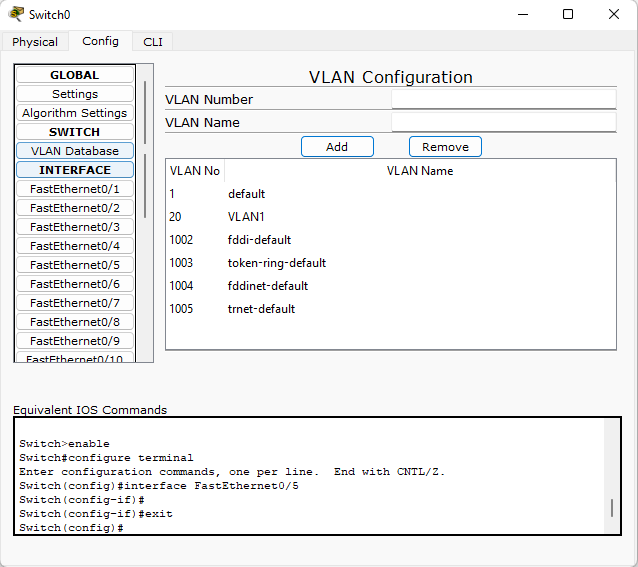 Switch0
Physical Config CLI
GLOBAL
Settings
Algorithm Settings
SWITCH
VLAN Database
INTERFACE
FastEthernet0/1
FastEthernet0/2
FastEthernet0/3
FastEthernet0/4
FastEthernet0/5
FastEthernet0/6
FastEthernet0/7
FastEthernet0/8
FastEthernet0/9
FastEthernet0/10
VLAN Configuration
VLAN Number
VLAN Name
Add Remove
VLAN No VLAN Name
1 default
20 VLAN1
1002 fddi-default
1003 token-ring-default
1004 fddinet-default
1005 trnet-default
Equivalent IOS Commands
Switch>enable
Switch#configure terminal
Enter configuration commands, one per line.  End with CNTL/Z.
Switch(config)#interface FastEthernet0/5
Switch(config-if)#
Switch(config-if)#exit
Switch(config)#